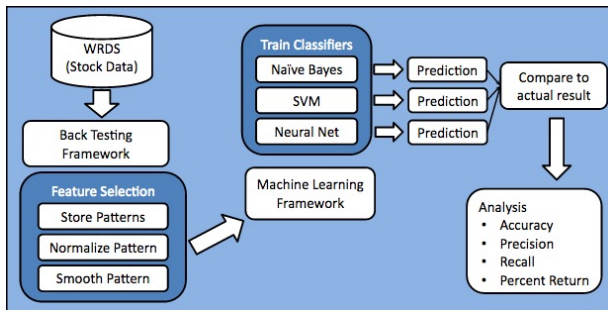 WRDS
(Stock Data)
Back Testing
Framework
Feature Selection
Store Patterns
Normalize Pattern
Smooth Pattern
Machine Learning
Framework
Train Classifiers
Naïve Bayes
Prediction
SVM
Prediction
Neural Net
Prediction
Compare to
actual result
Analysis
• Accuracy
• Precision
• Recall
• Percent Return